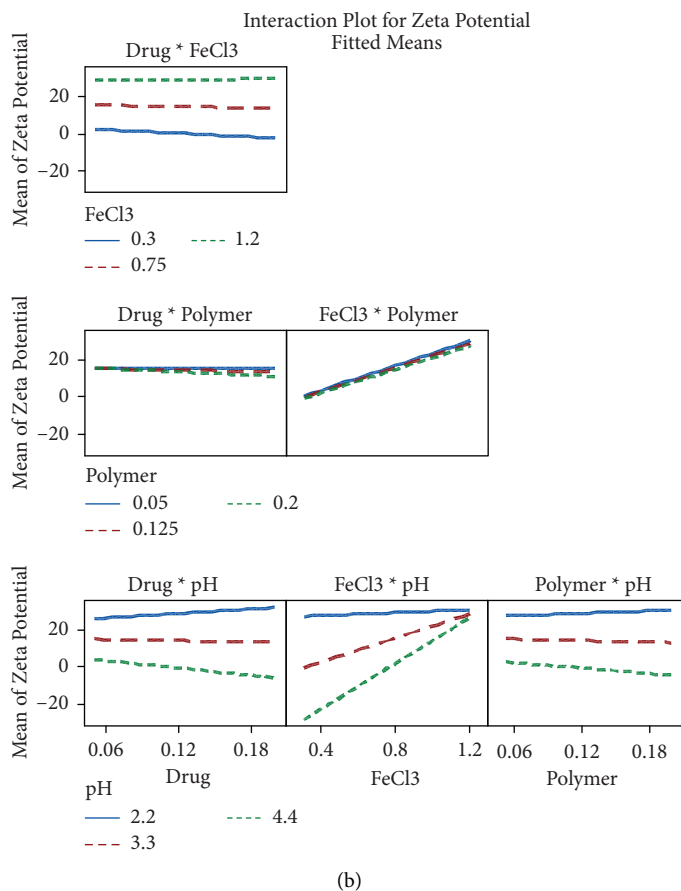 Interaction Plot for Zeta Potential
Fitted Means
Drug * FeCl3
Mean of Zeta Potential
20
0
−20
FeCl3
0.3
1.2
0.75
Drug * Polymer
FeCl3 * Polymer
Mean of Zeta Potential
20
0
−20
Polymer
0.05
0.2
0.125
Drug * pH
FeCl3 * pH
Polymer * pH
Mean of Zeta Potential
20
0
−20
0.06 0.12 0.18
0.4 0.8 1.2
0.06 0.12 0.18
Drug
FeCl3
Polymer
pH
2.2
4.4
3.3
(b)